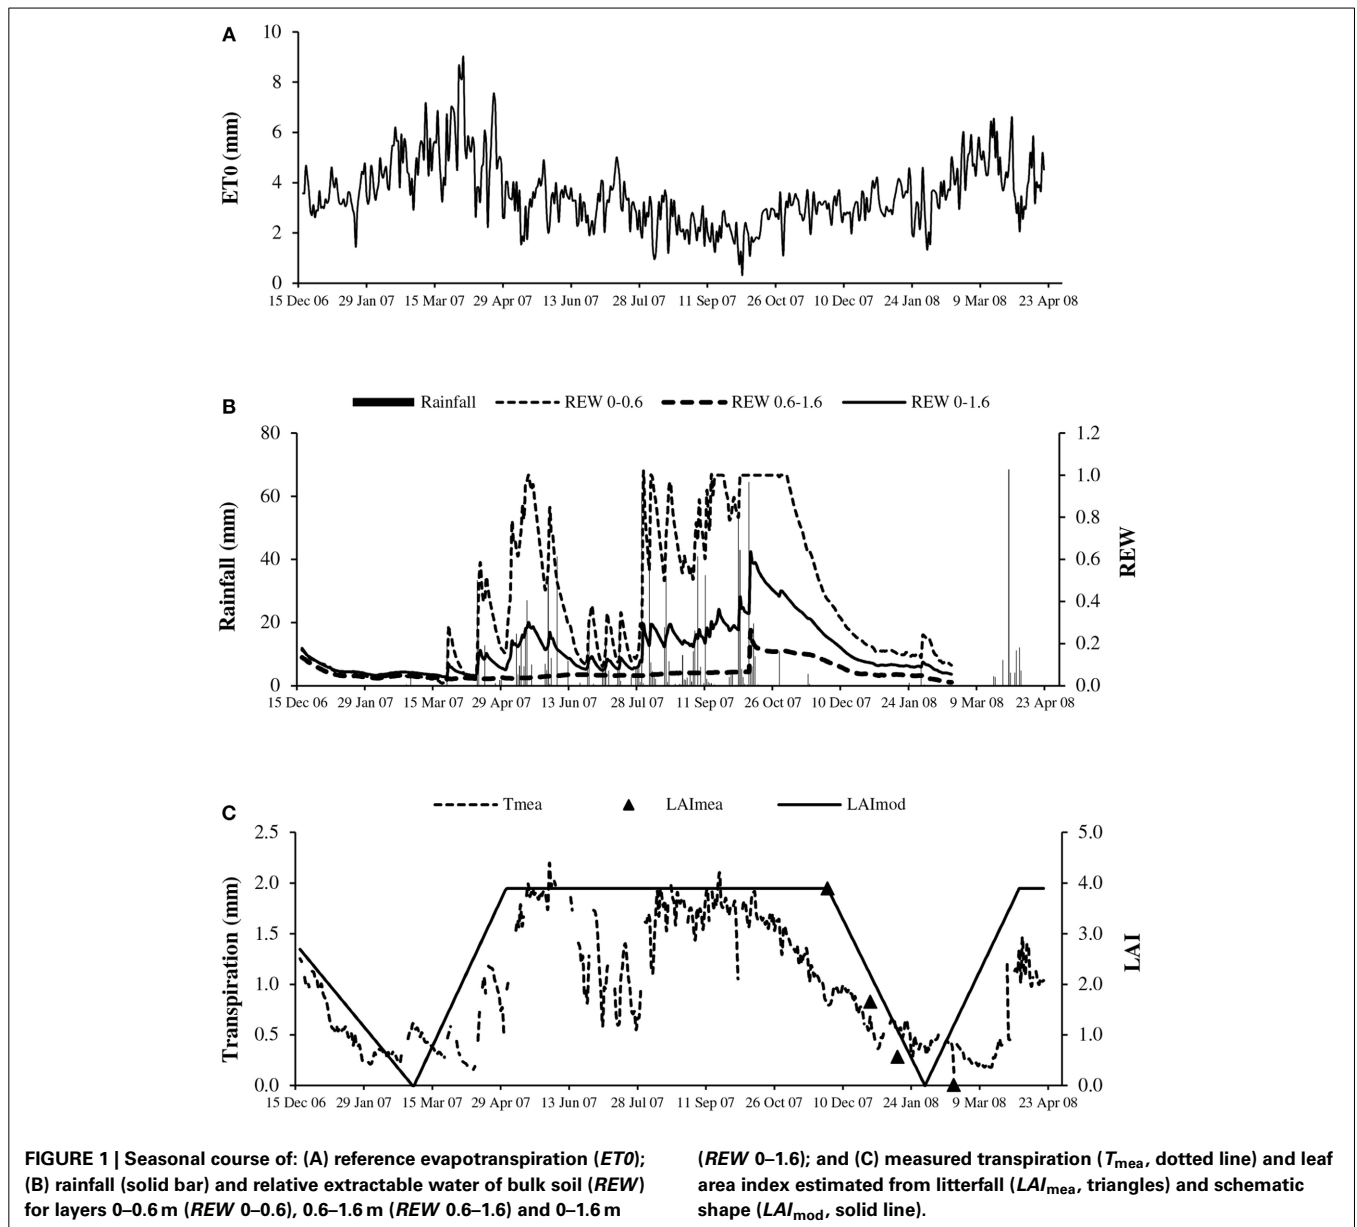 A
10
8
6
4
2
0
ET0 (mm)
15 Dec 06 29 Jan 07 15 Mar 07 29 Apr 07 13 Jun 07 28 Jul 07 11 Sep 07 26 Oct 07 10 Dec 07 24 Jan 08 9 Mar 08 23 Apr 08
B
Rainfall REW 0-0.6 REW 0.6-1.6 REW 0-1.6
80
60
40
20
0
Rainfall (mm)
1.2
1.0
0.8
0.6
0.4
0.2
0.0
REW
15 Dec 06 29 Jan 07 15 Mar 07 29 Apr 07 13 Jun 07 28 Jul 07 11 Sep 07 26 Oct 07 10 Dec 07 24 Jan 08 9 Mar 08 23 Apr 08
C
Tmea LAImea LAImod
2.5
2.0
1.5
1.0
0.5
0.0
Transpiration (mm)
5.0
4.0
3.0
2.0
1.0
0.0
LAI
15 Dec 06 29 Jan 07 15 Mar 07 29 Apr 07 13 Jun 07 28 Jul 07 11 Sep 07 26 Oct 07 10 Dec 07 24 Jan 08 9 Mar 08 23 Apr 08
FIGURE 1 | Seasonal course of: (A) reference evapotranspiration (ET0);
(B) rainfall (solid bar) and relative extractable water of bulk soil (REW)
for layers 0–0.6 m (REW 0–0.6), 0.6–1.6 m (REW 0.6–1.6) and 0–1.6 m
(REW 0–1.6); and (C) measured transpiration (Tmea, dotted line) and leaf
area index estimated from litterfall (LAImea, triangles) and schematic
shape (LAImod, solid line).